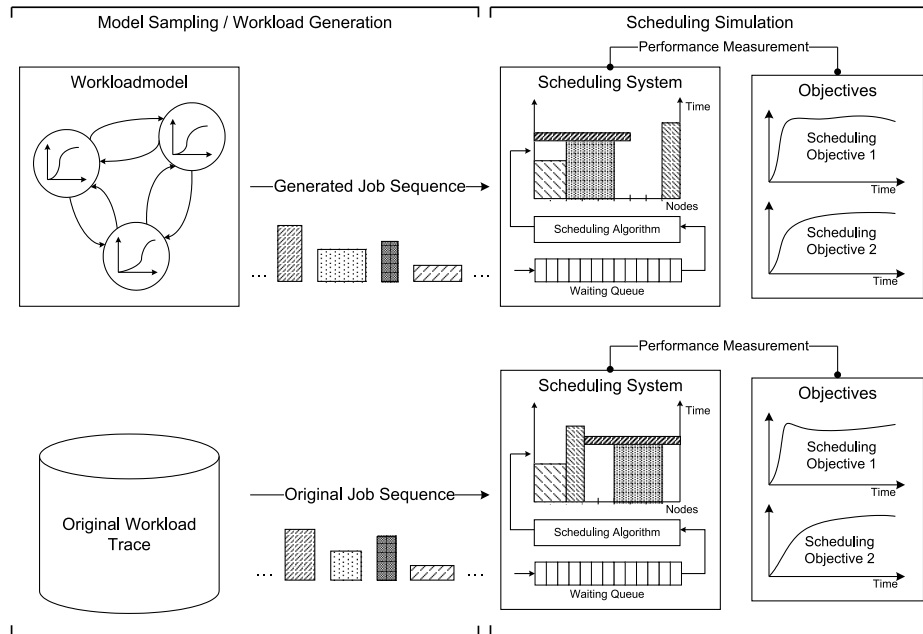 Model Sampling / Workload Generation
Scheduling Simulation
Performance Measurement
Workloadmodel
Scheduling System
Objectives
Time
Scheduling
Objective 1
Time
Generated Job Sequence
Nodes
Scheduling Algorithm
Scheduling
Objective 2
... ...
Waiting Queue
Time
Performance Measurement
Scheduling System
Objectives
Time
Scheduling
Objective 1
Time
Original Job Sequence
Nodes
Original Workload
Trace
Scheduling Algorithm
Scheduling
Objective 2
... ...
Waiting Queue
Time